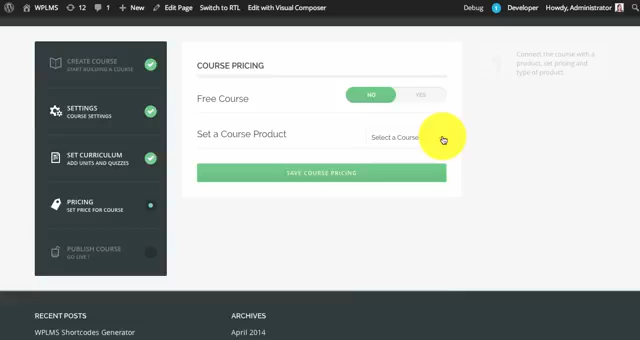 WPLMS 12 1 New Edit Page Switch to RTL Edit with Visual Composer Debug 1 Developer Howdy, Administrator
CREATE COURSE
START BUILDING A COURSE
SETTINGS
COURSE SETTINGS
SET CURRICULUM
ADD UNITS AND QUIZZES
PRICING
SET PRICE FOR COURSE
PUBLISH COURSE
GO LIVE !
COURSE PRICING
Free Course NO YES
Set a Course Product Select a Course
SAVE COURSE PRICING
Connect the course with a
product, set pricing and
type of product
RECENT POSTS
WPLMS Shortcodes Generator
ARCHIVES
April 2014